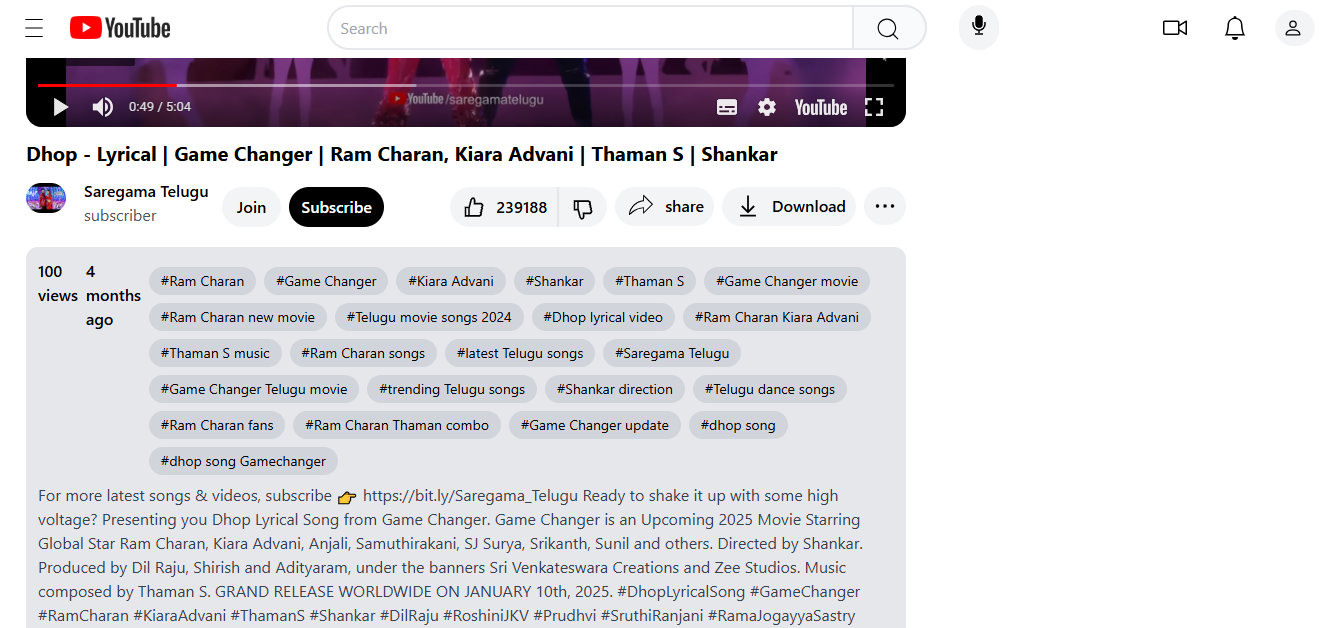 YouTube
Search
YouTube/saregamatelugu
0:49 / 5:04
YouTube
Dhop - Lyrical | Game Changer | Ram Charan, Kiara Advani | Thaman S | Shankar
Saregama Telugu
subscriber
Join
Subscribe
239188
share
Download
100 views
4 months ago
#Ram Charan #Game Changer #Kiara Advani #Shankar #Thaman S #Game Changer movie
#Ram Charan new movie #Telugu movie songs 2024 #Dhop lyrical video #Ram Charan Kiara Advani
#Thaman S music #Ram Charan songs #latest Telugu songs #Saregama Telugu
#Game Changer Telugu movie #trending Telugu songs #Shankar direction #Telugu dance songs
#Ram Charan fans #Ram Charan Thaman combo #Game Changer update #dhop song
#dhop song Gamechanger
For more latest songs & videos, subscribe 👉 https://bit.ly/Saregama_Telugu Ready to shake it up with some high
voltage? Presenting you Dhop Lyrical Song from Game Changer. Game Changer is an Upcoming 2025 Movie Starring
Global Star Ram Charan, Kiara Advani, Anjali, Samuthirakani, SJ Surya, Srikanth, Sunil and others. Directed by Shankar.
Produced by Dil Raju, Shirish and Adityaram, under the banners Sri Venkateswara Creations and Zee Studios. Music
composed by Thaman S. GRAND RELEASE WORLDWIDE ON JANUARY 10th, 2025. #DhopLyricalSong #GameChanger
#RamCharan #KiaraAdvani #ThamanS #Shankar #DilRaju #RoshiniJKV #Prudhvi #SruthiRanjani #RamaJogayyaSastry